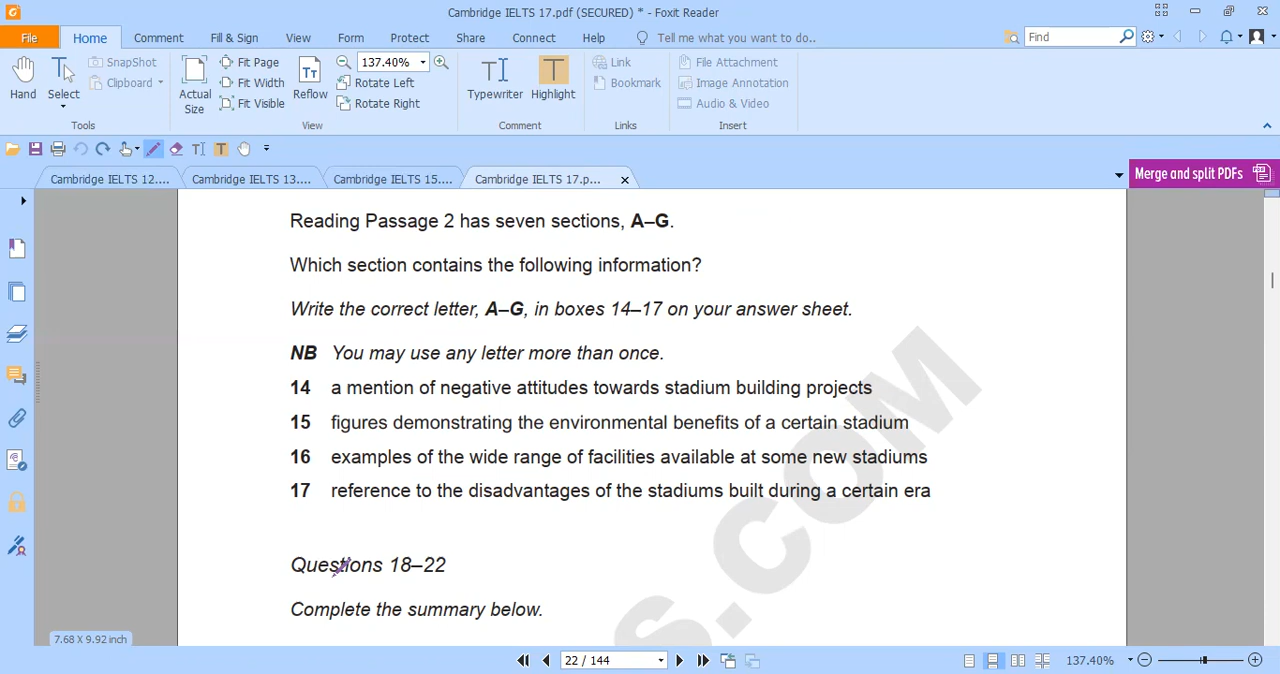 Cambridge IELTS 17.pdf (SECURED) * - Foxit Reader
File Home Comment Fill & Sign View Form Protect Share Connect Help Tell me what you want to do.. Find
Hand
Select
SnapShot
Clipboard
Tools
Actual Size
Fit Page
Fit Width
Fit Visible
Reflow
Rotate Left
Rotate Right
137.40%
View
Typewriter
Highlight
Comment
Link
Bookmark
Links
File Attachment
Image Annotation
Audio & Video
Insert
Cambridge IELTS 12.... Cambridge IELTS 13.... Cambridge IELTS 15.... Cambridge IELTS 17.p... Merge and split PDFs
Reading Passage 2 has seven sections, A–G.
Which section contains the following information?
Write the correct letter, A–G, in boxes 14–17 on your answer sheet.
NB You may use any letter more than once.
14 a mention of negative attitudes towards stadium building projects
15 figures demonstrating the environmental benefits of a certain stadium
16 examples of the wide range of facilities available at some new stadiums
17 reference to the disadvantages of the stadiums built during a certain era
Questions 18–22
Complete the summary below.
S.COM
7.68 X 9.92 inch
22 / 144
137.40%